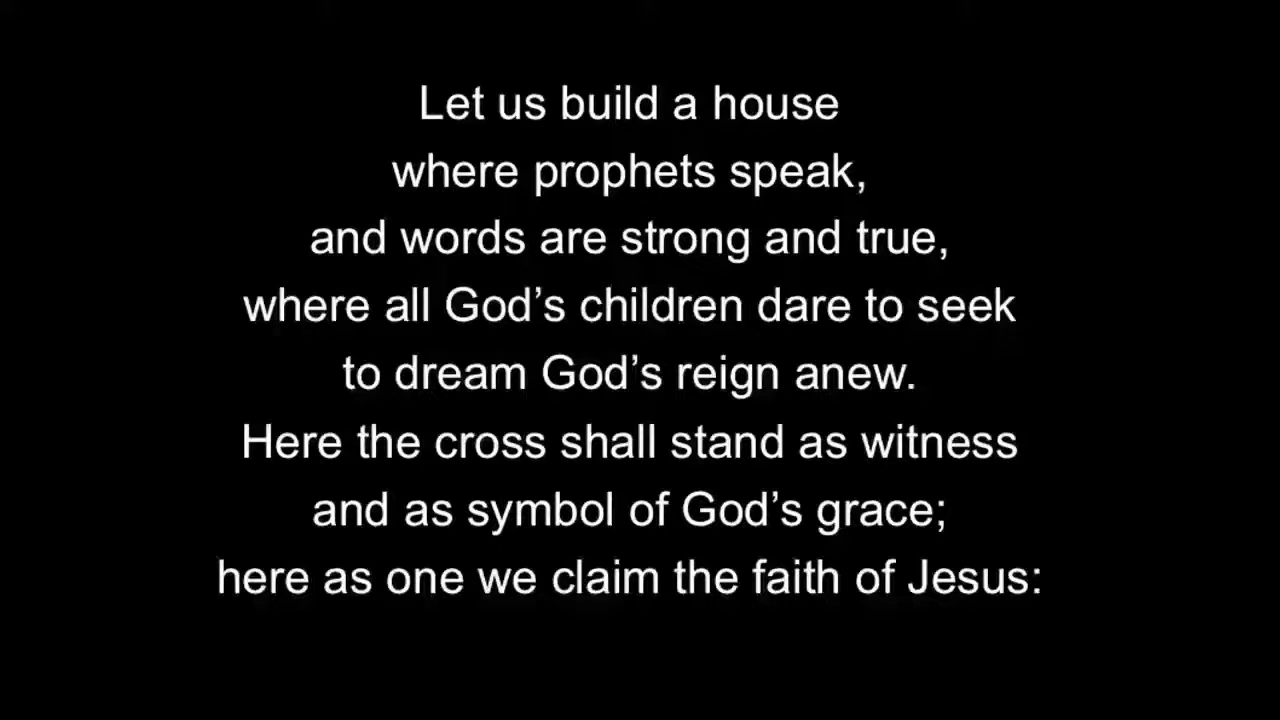 Let us build a house
where prophets speak,
and words are strong and true,
where all God’s children dare to seek
to dream God’s reign anew.
Here the cross shall stand as witness
and as symbol of God’s grace;
here as one we claim the faith of Jesus: